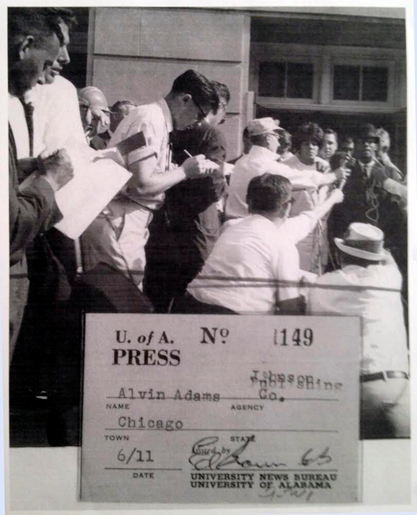 U. of A. Nº 1149
PRESS
Johnson
Publishing
Alvin Adams Co.
NAME AGENCY
Chicago
TOWN STATE
6/11 63
DATE
UNIVERSITY NEWS BUREAU
UNIVERSITY OF ALABAMA